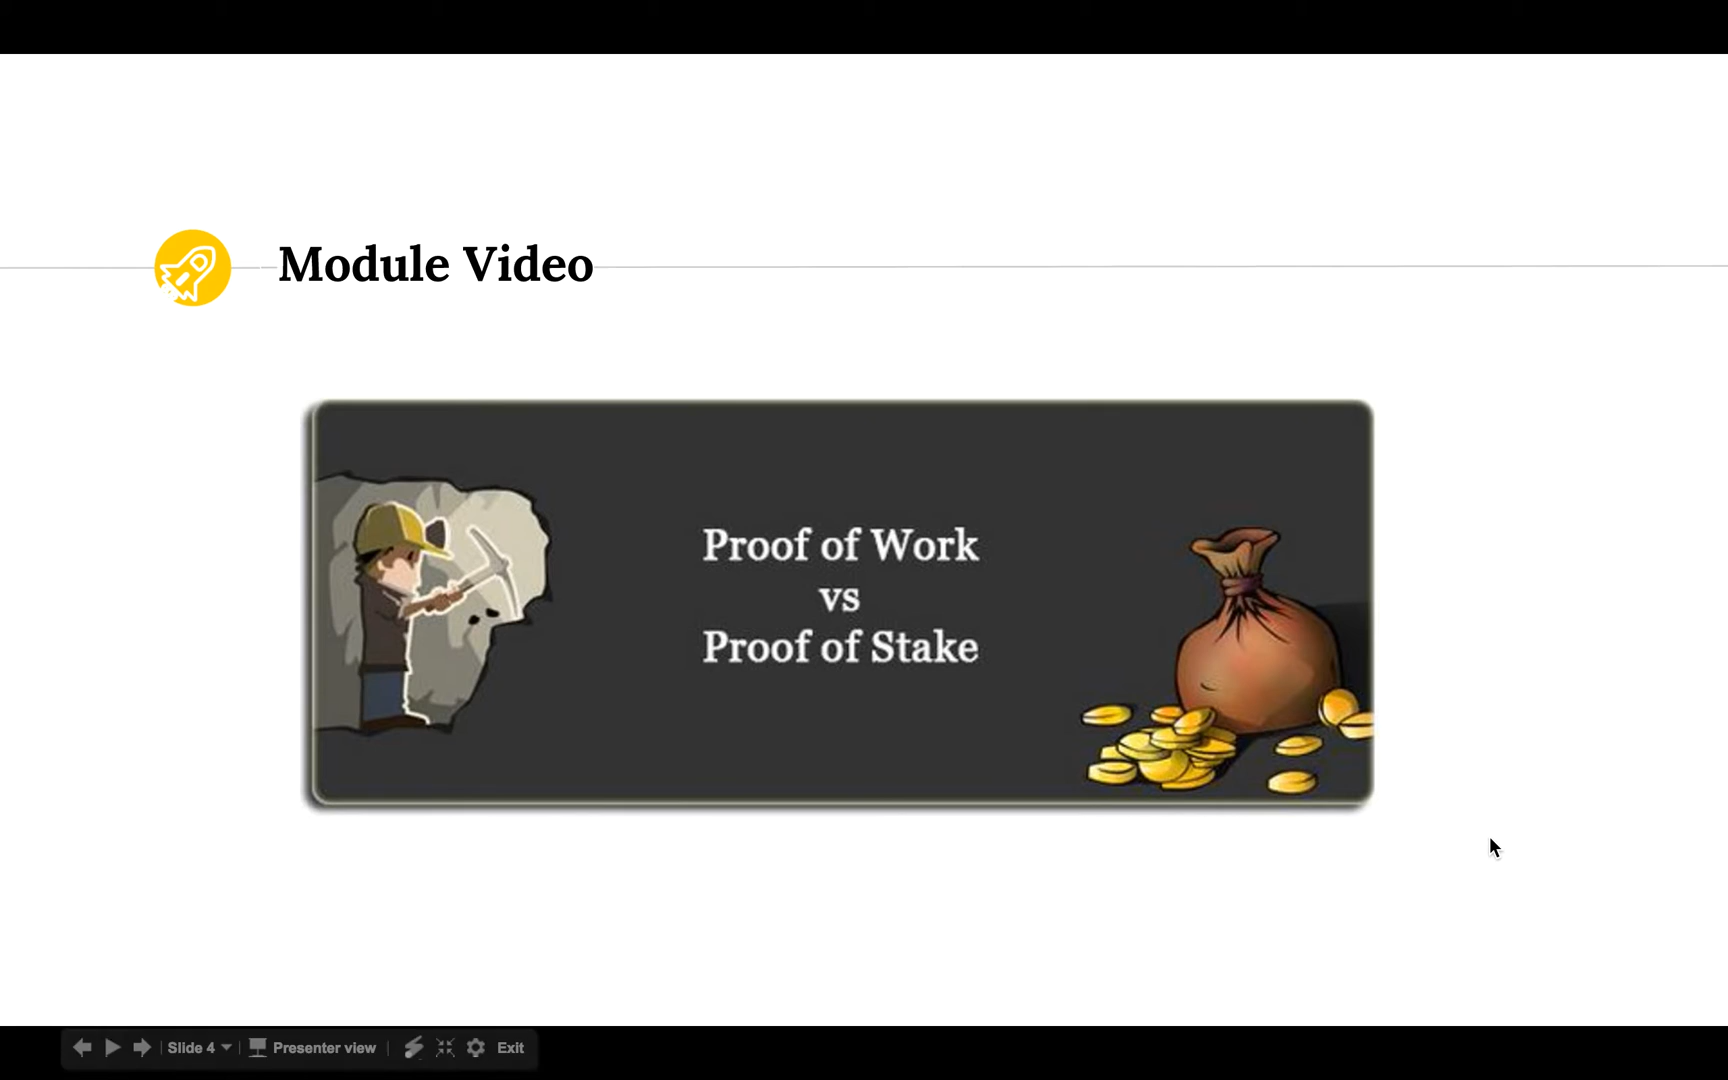 Module Video
Proof of Work
vs
Proof of Stake
Slide 4
Presenter view
Exit